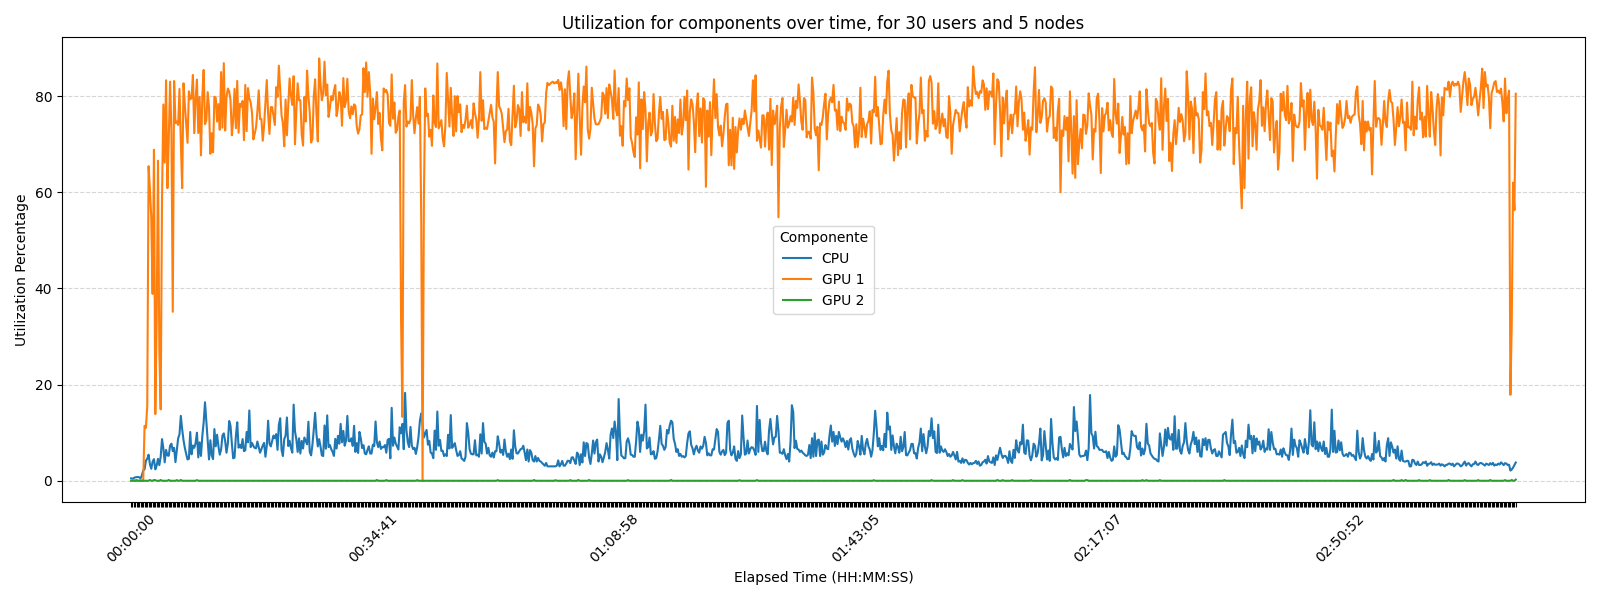 Utilization for components over time, for 30 users and 5 nodes
Utilization Percentage
80
60
40
20
0
Componente
CPU
GPU 1
GPU 2
00:00:00
00:34:41
01:08:58
01:43:05
02:17:07
02:50:52
Elapsed Time (HH:MM:SS)